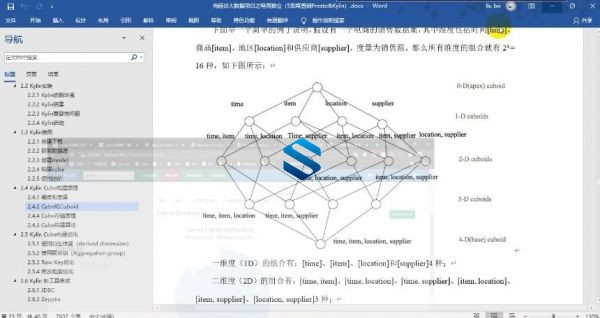 尚硅谷大数据项目之电商数仓（5即席查询Presto&Kylin）.docx - Word
liu bo
文件
开始
插入
设计
布局
引用
邮件
审阅
视图
帮助
特色功能
有道翻译
操作说明搜索
导航
在文档中搜索
标题
页面
结果
2.2 Kylin安装
2.2.1 Kylin依赖环境
2.2.2 Kylin搭建
2.2.3 Kylin兼容性问题
2.2.4 Kylin启动
2.3 Kylin使用
2.3.1 创建工程
2.3.2 获取数据源
2.3.3 创建model
2.3.4 构建cube
2.3.5 使用进阶
2.4 Kylin Cube构建原理
2.4.1 维度和度量
2.4.2 Cube和Cuboid
2.4.3 Cube存储原理
2.4.4 Cube构建算法
2.5 Kylin Cube构建优化
2.5.1 使用衍生维度（derived dimension）
2.5.2 使用聚合组（Aggregation group）
2.5.3 Row Key优化
2.5.4 并发粒度优化
2.6 Kylin BI工具集成
2.6.1 JDBC
2.6.2 Zepplin
下面举一个简单的例子说明，假设有一个电商的销售数据集，其中维度包括时间[time]、
商品[item]、地区[location]和供应商[supplier]，度量为销售额。那么所有维度的组合就有 2⁴=
16 种，如下图所示：
0-D(apex) cuboid
time
item
location
supplier
1-D cuboids
time, item
time, location
Time, supplier
item, location
item, supplier
location, supplier
2-D cuboids
time, location, supplier
3-D cuboids
time, item, location
time, item, supplier
item, location, supplier
4-D(base) cuboid
time, item, location, supplier
一维度（1D）的组合有：[time]、[item]、[location]和[supplier]4 种；
二维度（2D）的组合有：[time, item]、[time, location]、[time, supplier]、[item, location]、
[item, supplier]、[location, supplier]3 种；
130%